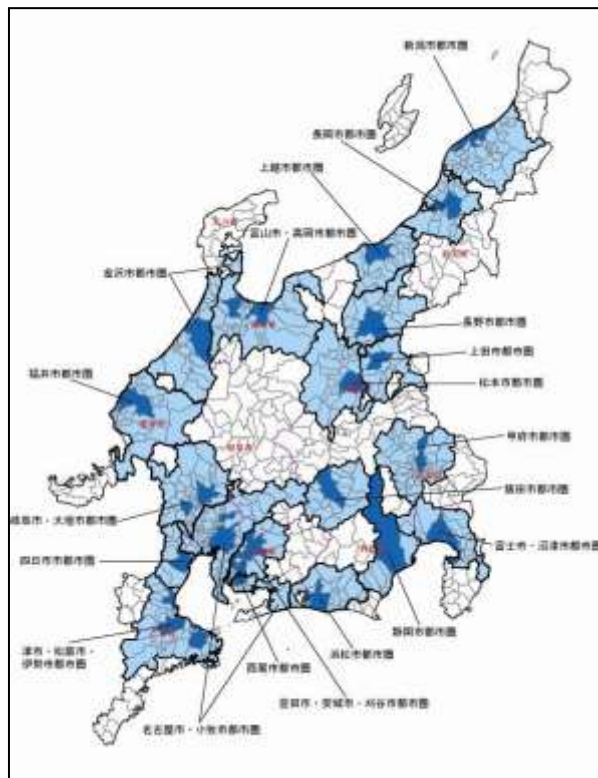 新潟市都市圏
長岡市都市圏
上越市都市圏
富山市・高岡市都市圏
金沢市都市圏
長野市都市圏
上田市都市圏
松本市都市圏
福井市都市圏
甲府市都市圏
飯田市都市圏
岐阜市・大垣市都市圏
富士市・沼津市都市圏
四日市市都市圏
静岡市都市圏
津市・松阪市・
伊勢市都市圏
西尾市都市圏
浜松市都市圏
豊田市・安城市・刈谷市都市圏
名古屋市・小牧市都市圏